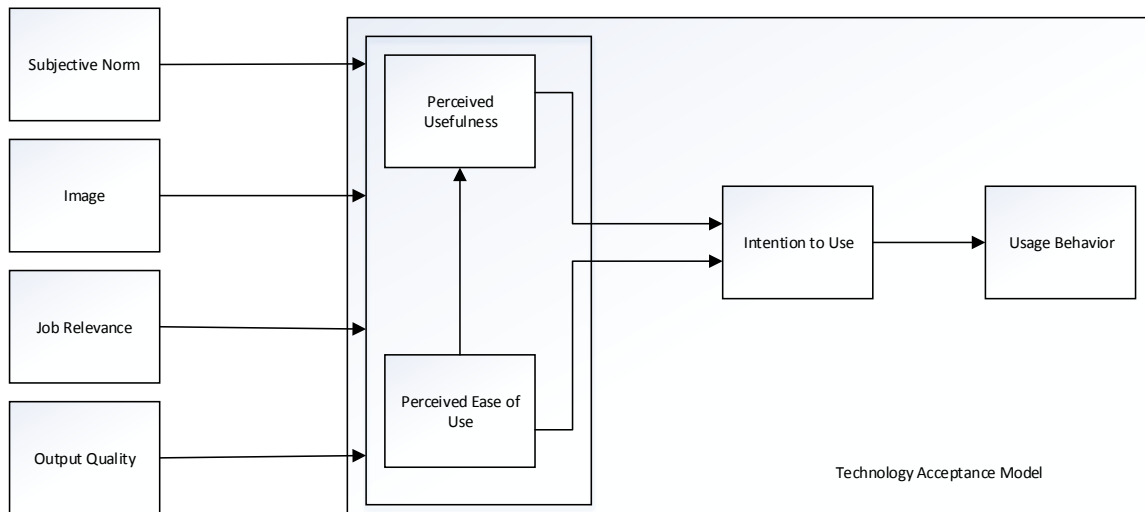 Subjective Norm
Image
Job Relevance
Output Quality
Perceived
Usefulness
Perceived Ease of
Use
Intention to Use
Usage Behavior
Technology Acceptance Model